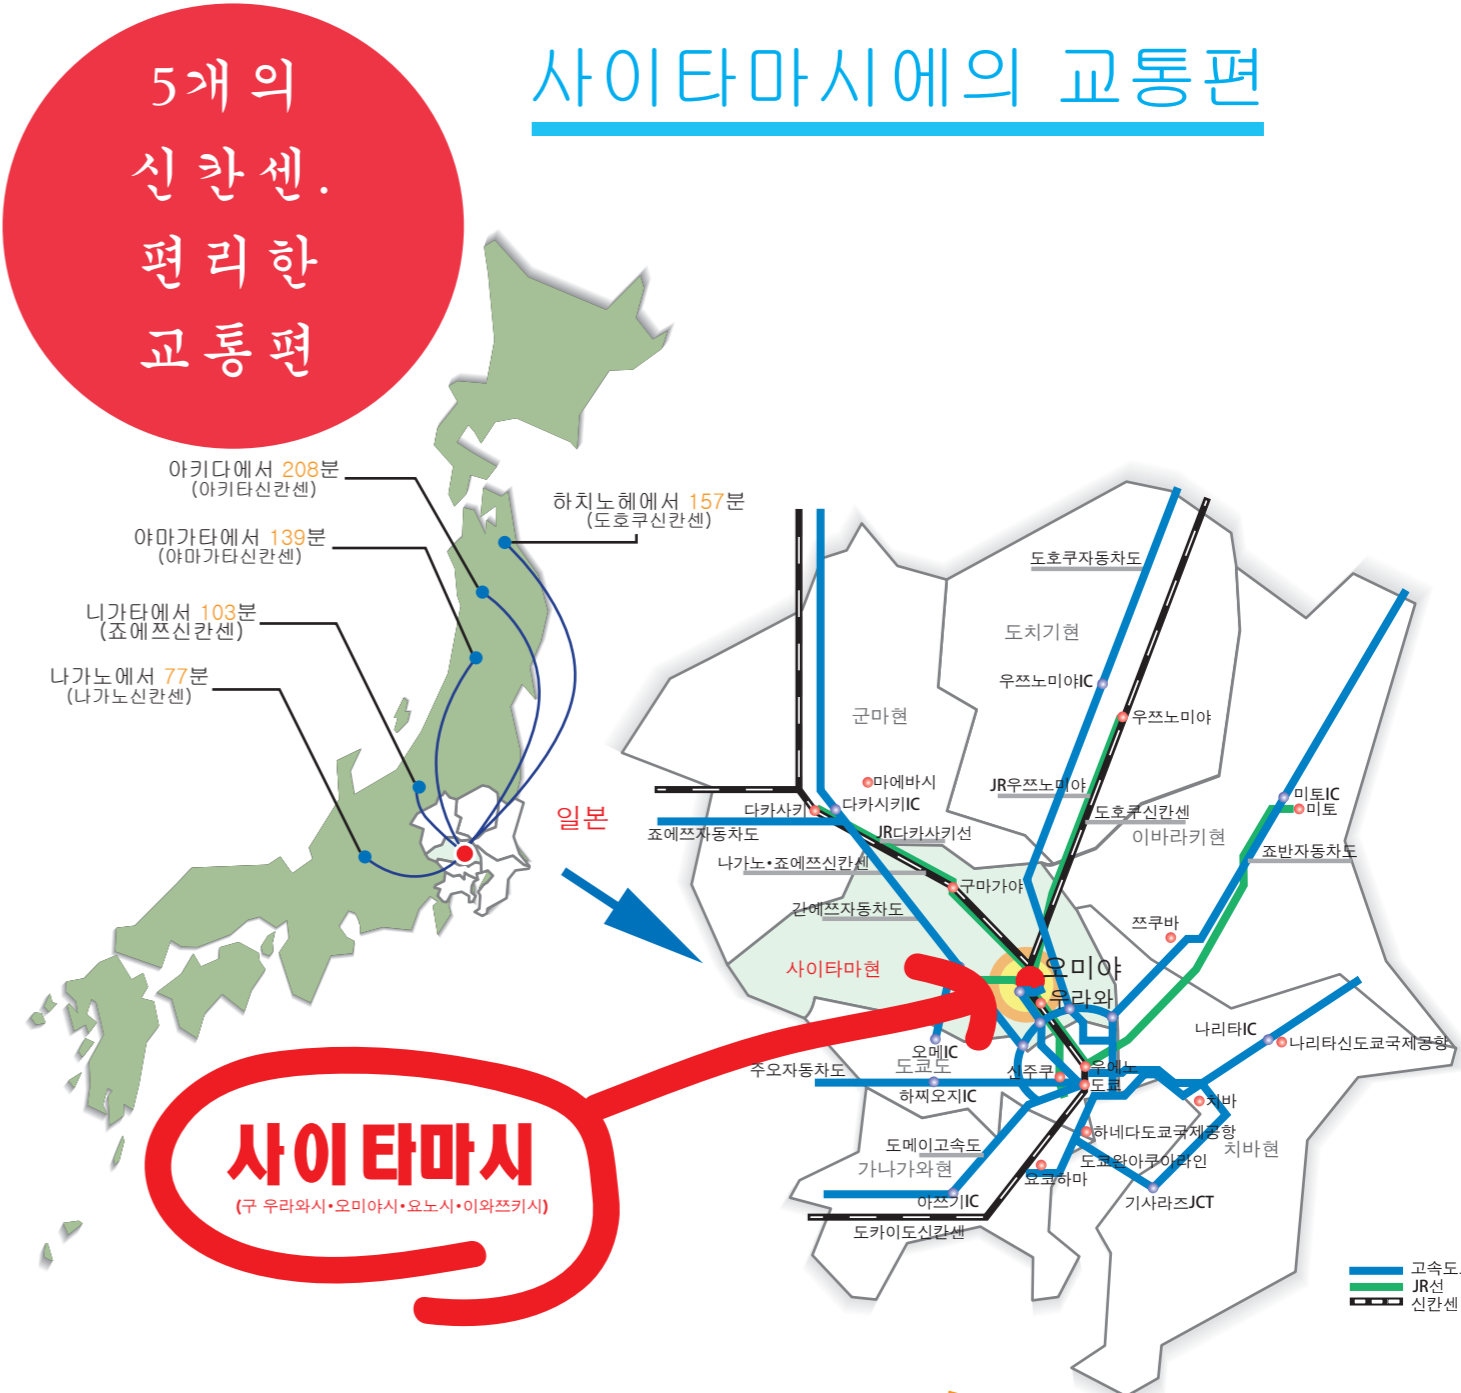 5개의
신칸센.
편리한
교통편
사이타마시에의 교통편
아키다에서 208분
(아키타신칸센)
하치노헤에서 157분
(도호쿠신칸센)
야마가타에서 139분
(야마가타신칸센)
니가타에서 103분
(죠에쯔신칸센)
나가노에서 77분
(나가노신칸센)
일본
도호쿠자동차도
도치기현
우쯔노미야IC
우쯔노미야
군마현
마에바시
JR우쯔노미야
미토IC
미토
다카사키
다카시키IC
도호쿠신칸센
죠에쯔자동차도
JR다카사키선
이바라키현
죠반자동차도
나가노•죠에쯔신칸센
구마가야
간에쯔자동차도
쯔쿠바
사이타마현
오미야
우라와
나리타IC
나리타신도쿄국제공항
오메IC
도쿄도
주오자동차도
신주쿠
우에노
도쿄
하찌오지IC
치바
하네다도쿄국제공항
도메이고속도
도쿄완아쿠아라인
치바현
가나가와현
요코하마
아쯔기IC
기사라즈JCT
도카이도신칸센
사이타마시
(구 우라와시•오미야시•요노시•이와쯔키시)
고속도
JR선
신칸센